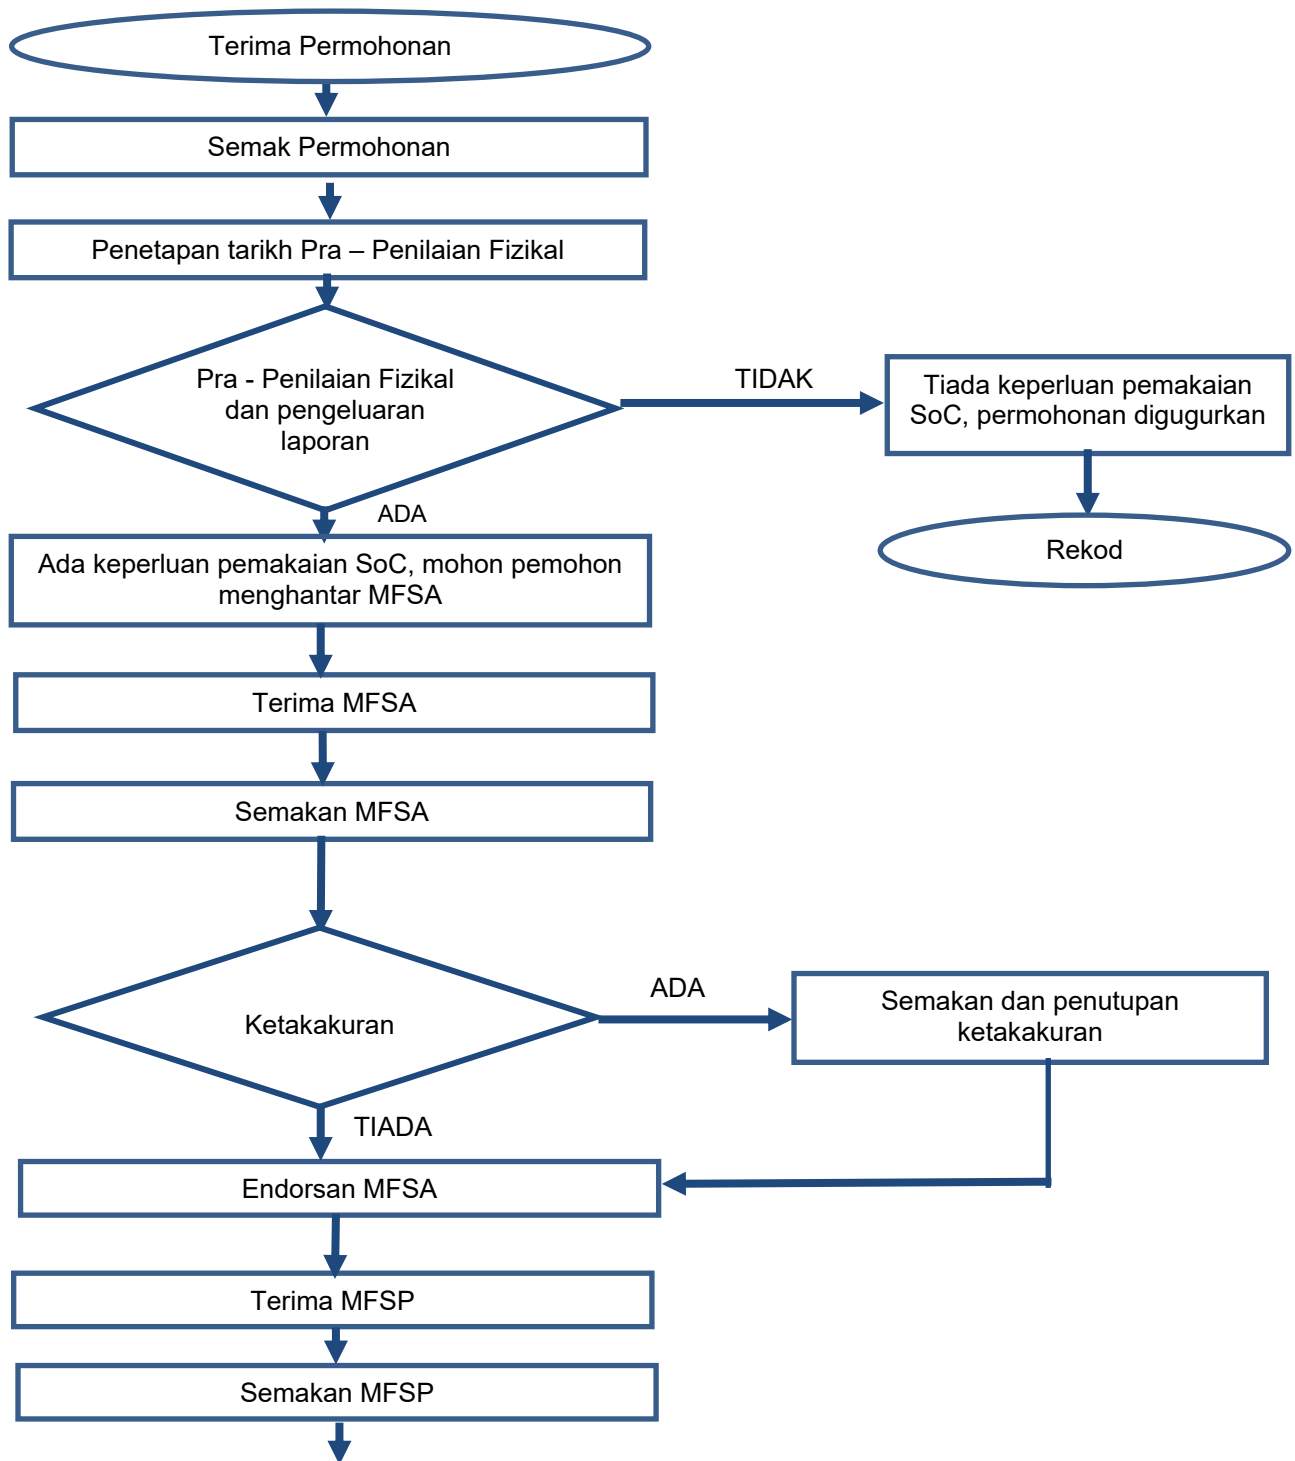 Terima Permohonan
Semak Permohonan
Penetapan tarikh Pra – Penilaian Fizikal
Pra - Penilaian Fizikal
dan pengeluaran
laporan
TIDAK
Tiada keperluan pemakaian
SoC, permohonan digugurkan
Rekod
ADA
Ada keperluan pemakaian SoC, mohon pemohon
menghantar MFSA
Terima MFSA
Semakan MFSA
Ketakakuran
ADA
Semakan dan penutupan
ketakakuran
TIADA
Endorsan MFSA
Terima MFSP
Semakan MFSP